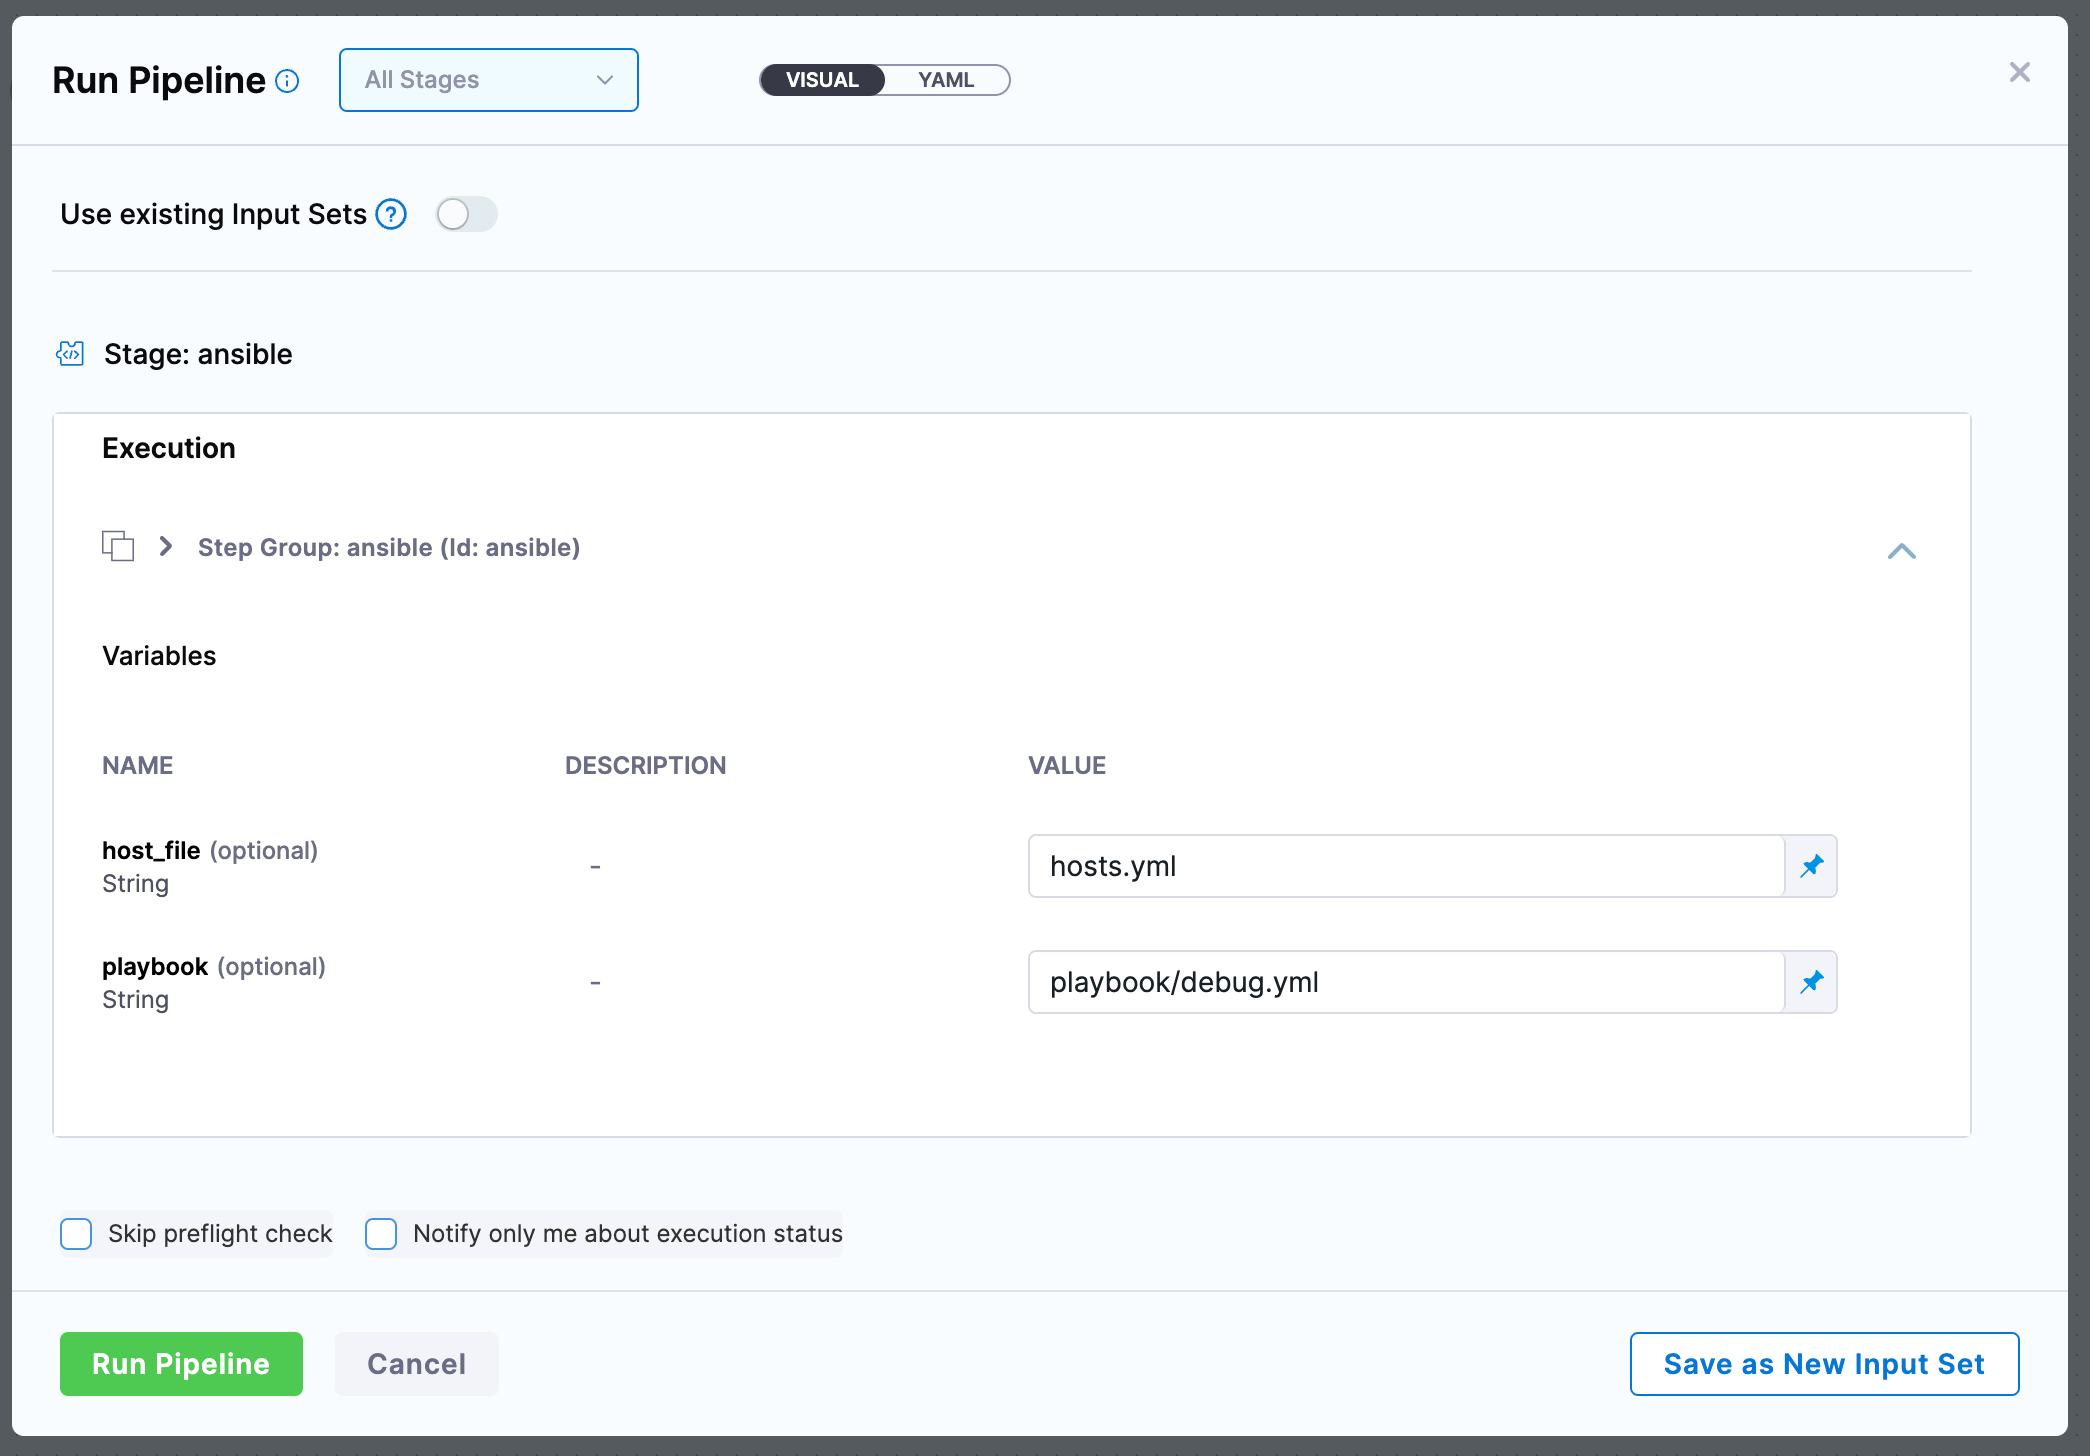 Run Pipeline
All Stages
VISUAL YAML
Use existing Input Sets
Stage: ansible
Execution
Step Group: ansible (Id: ansible)
Variables
NAME DESCRIPTION VALUE
host_file (optional)
String
-
hosts.yml
playbook (optional)
String
-
playbook/debug.yml
Skip preflight check
Notify only me about execution status
Run Pipeline
Cancel
Save as New Input Set